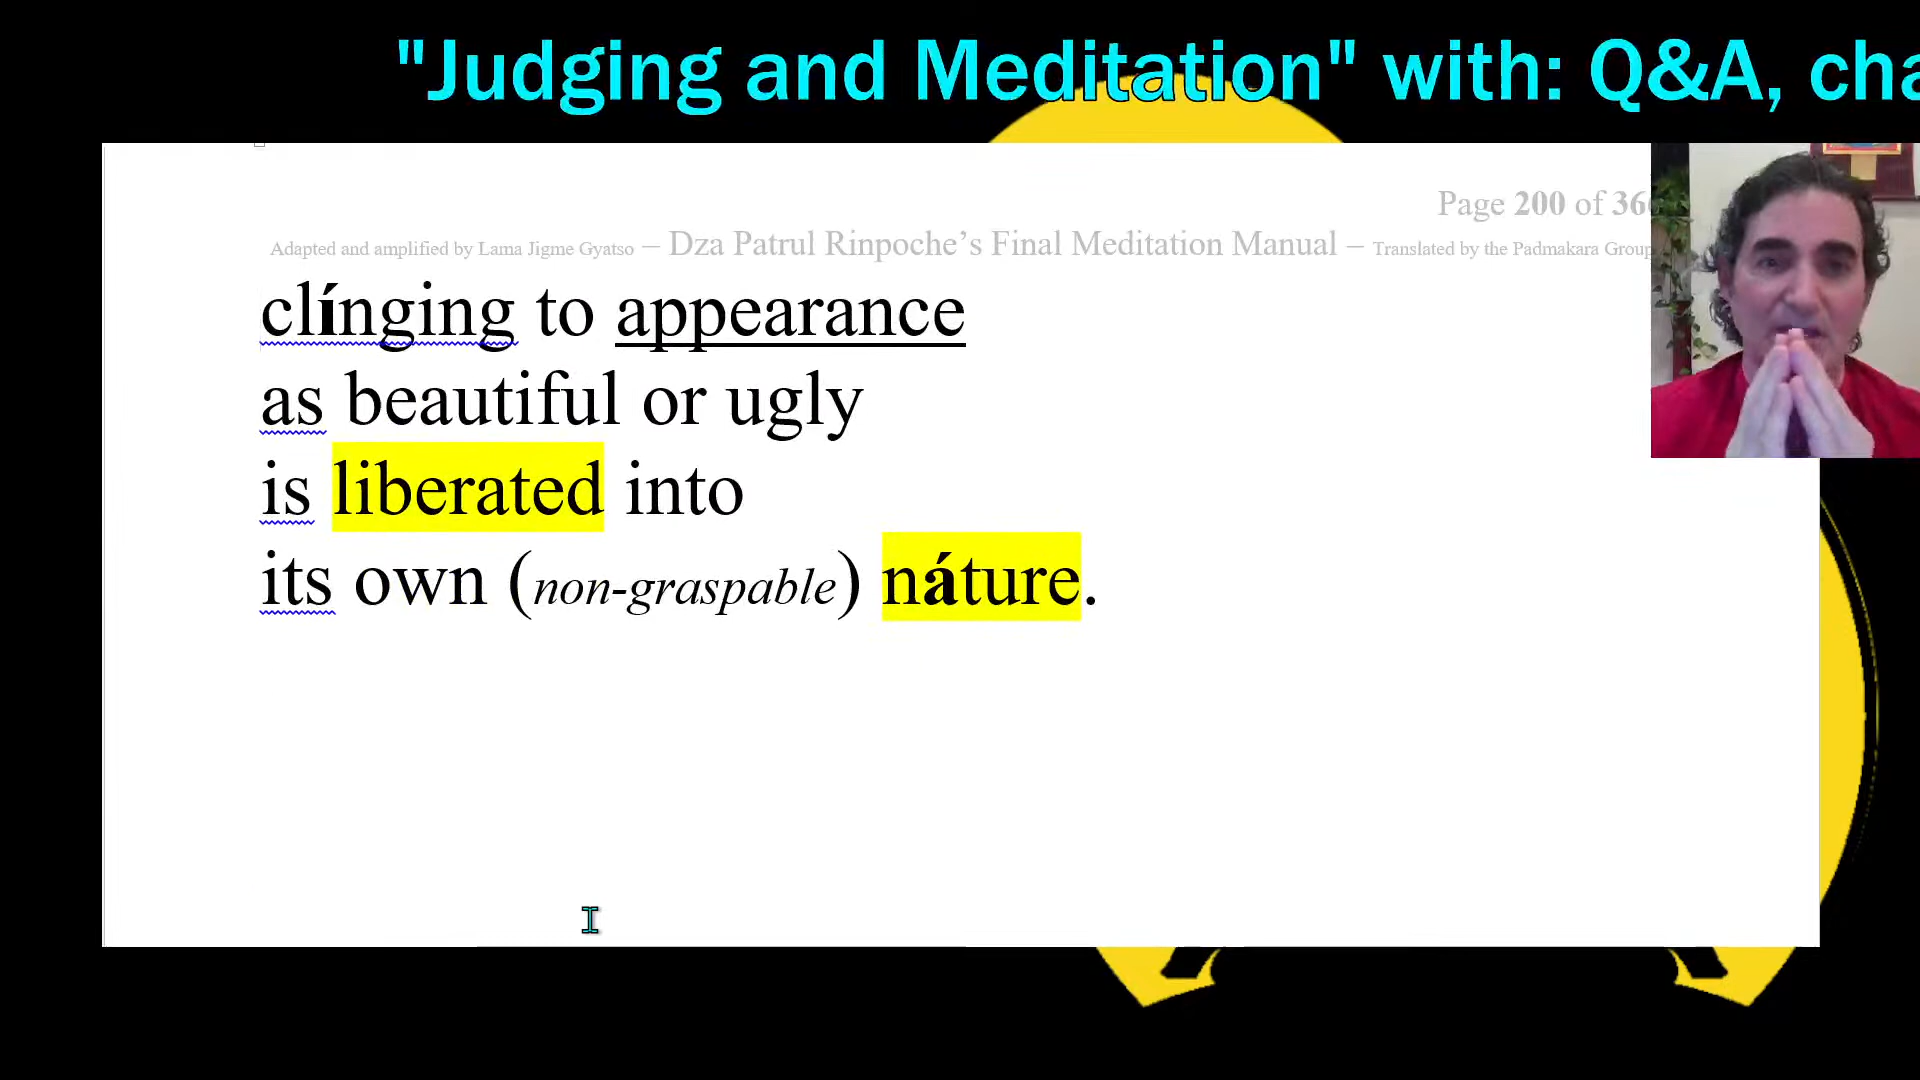 "Judging and Meditation" with: Q&A, cha
Page 200 of 36
Adapted and amplified by Lama Jigme Gyatso – Dza Patrul Rinpoche’s Final Meditation Manual – Translated by the Padmakara Group
clínging to appearance
as beautiful or ugly
is liberated into
its own (non-graspable) náture.